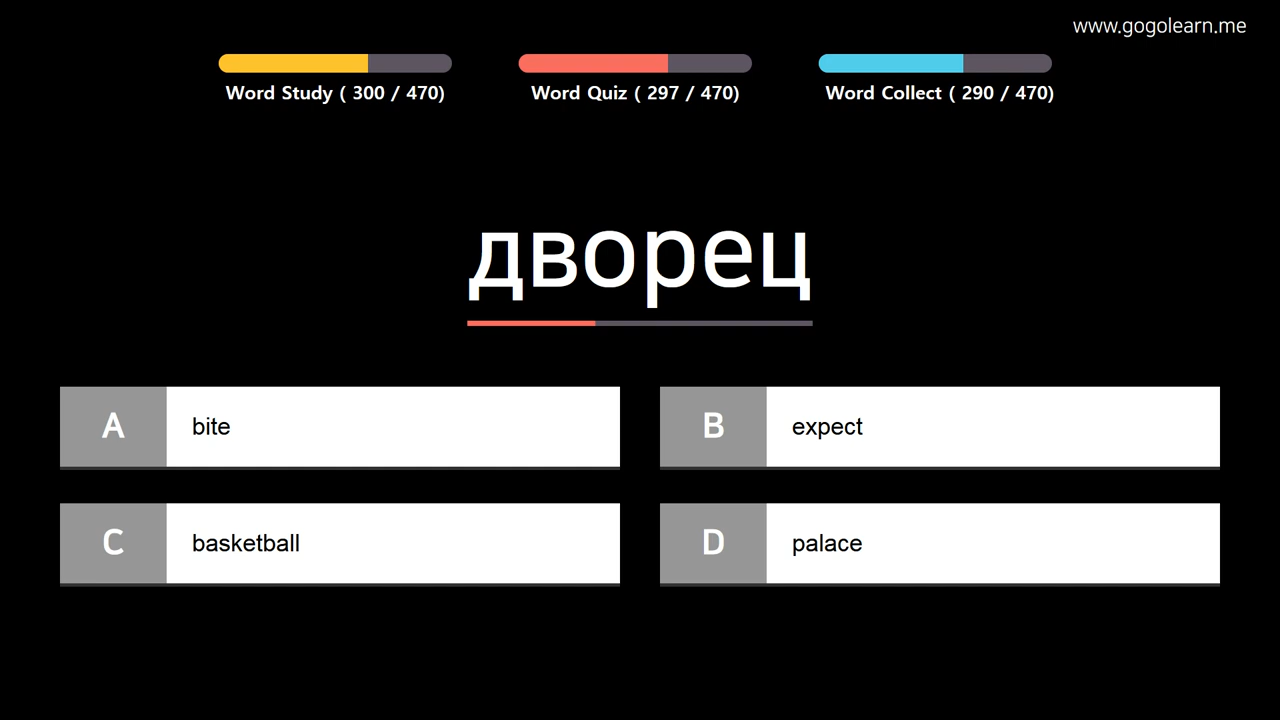 www.gogolearn.me
Word Study ( 300 / 470)
Word Quiz ( 297 / 470)
Word Collect ( 290 / 470)
дворец
A bite
B expect
C basketball
D palace